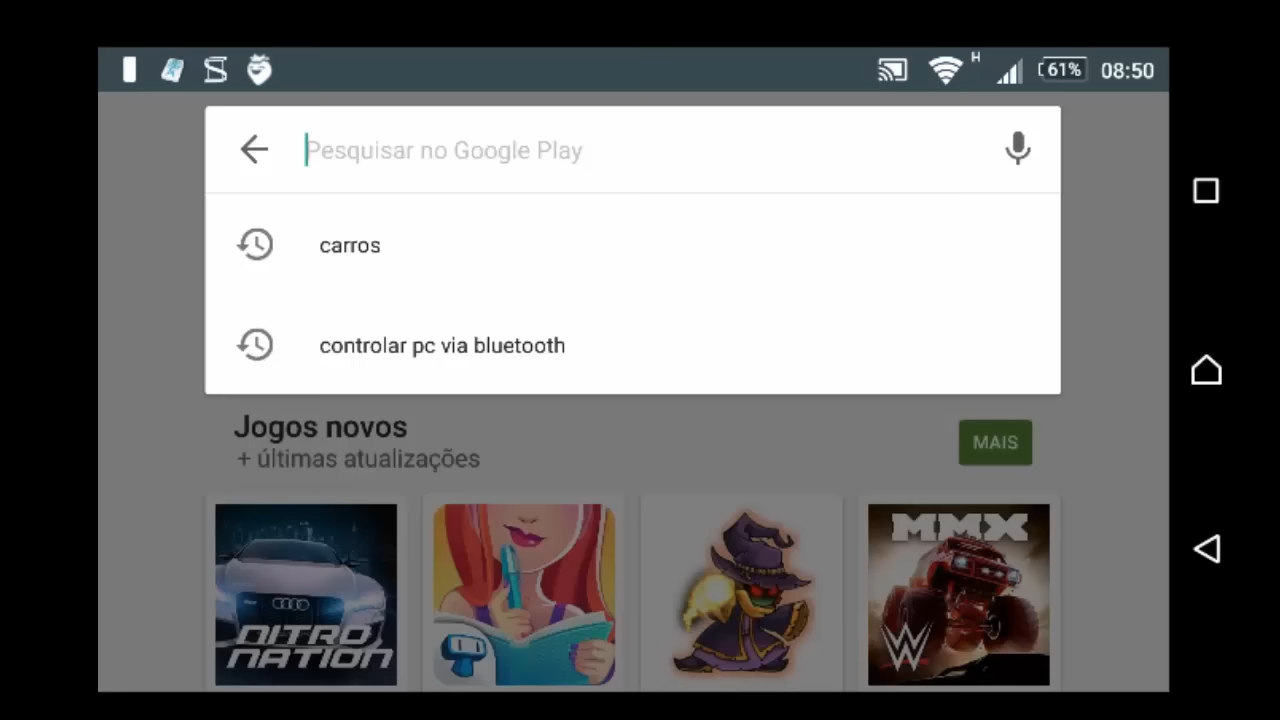 H
61%
08:50
Pesquisar no Google Play
carros
controlar pc via bluetooth
Jogos novos
+ últimas atualizações
MAIS
NITRO
NATION
MMX
W